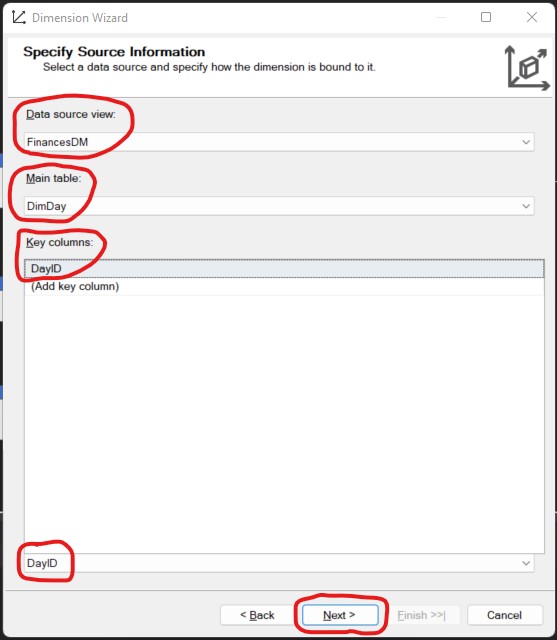 Dimension Wizard
Specify Source Information
Select a data source and specify how the dimension is bound to it.
Data source view:
FinancesDM
Main table:
DimDay
Key columns:
DayID
(Add key column)
DayID
< Back
Next >
Finish >>|
Cancel